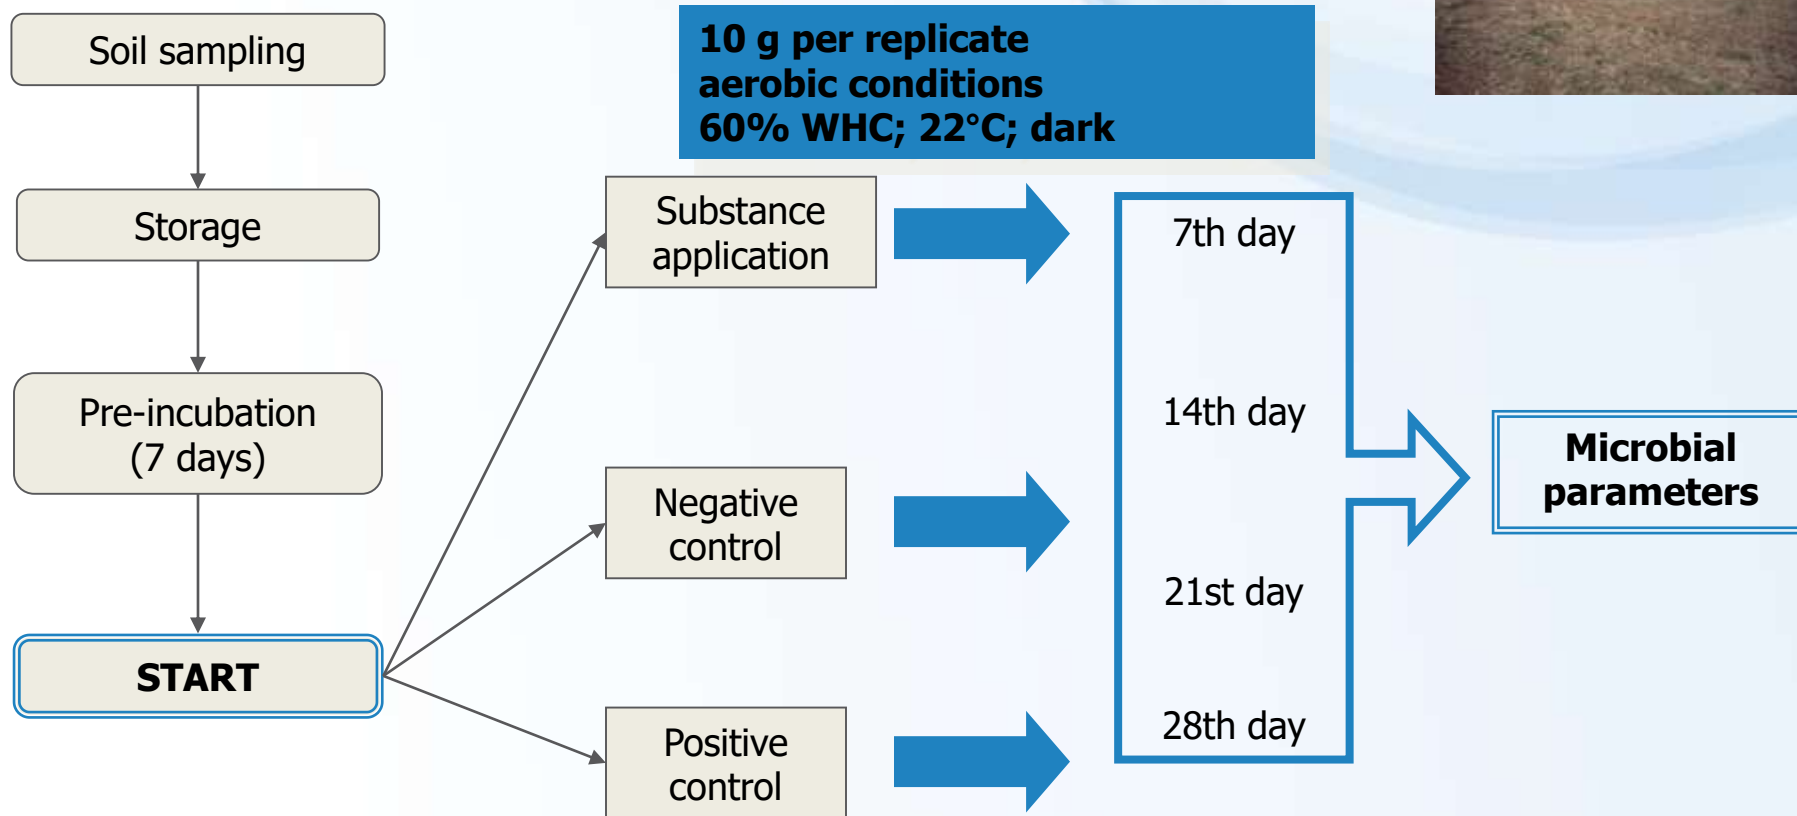 Soil sampling
Storage
Pre-incubation
(7 days)
START
10 g per replicate
aerobic conditions
60% WHC; 22°C; dark
Substance
application
Negative
control
Positive
control
7th day
14th day
21st day
28th day
Microbial
parameters